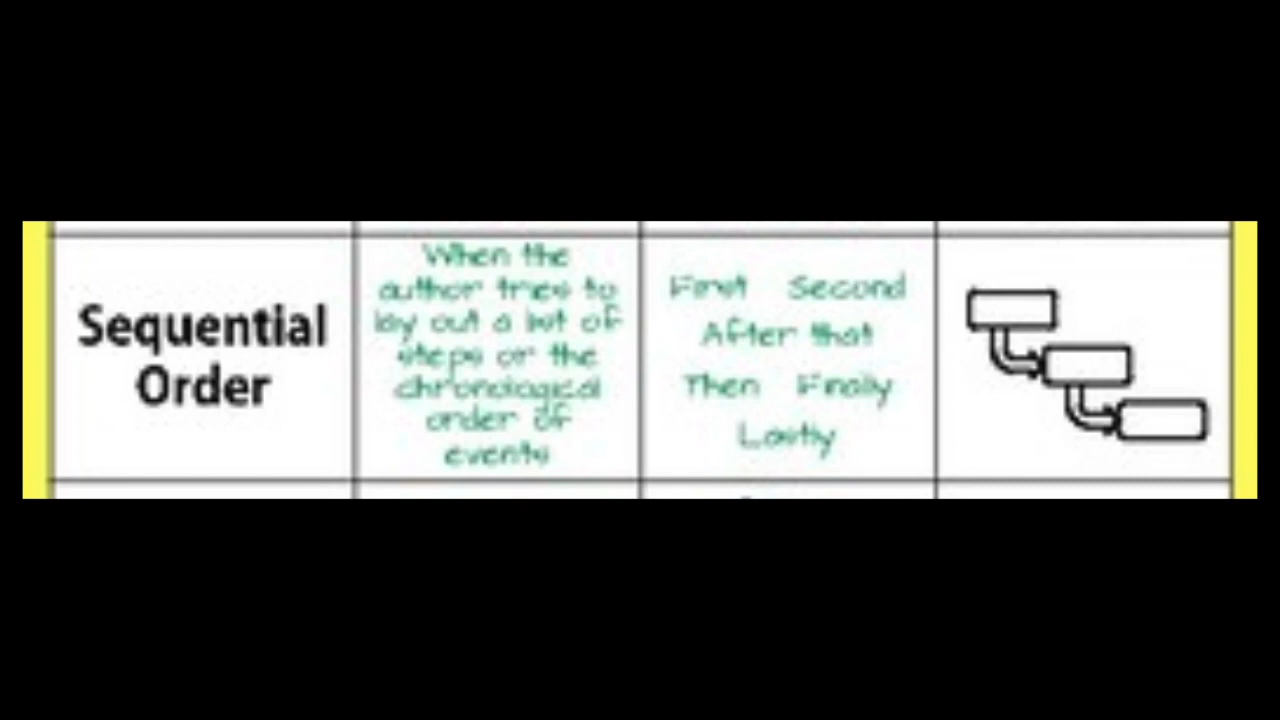 Sequential
Order
When the
author tries to
lay out a list of
steps or the
chronological
order of
events
First Second
After that
Then Finally
Lastly